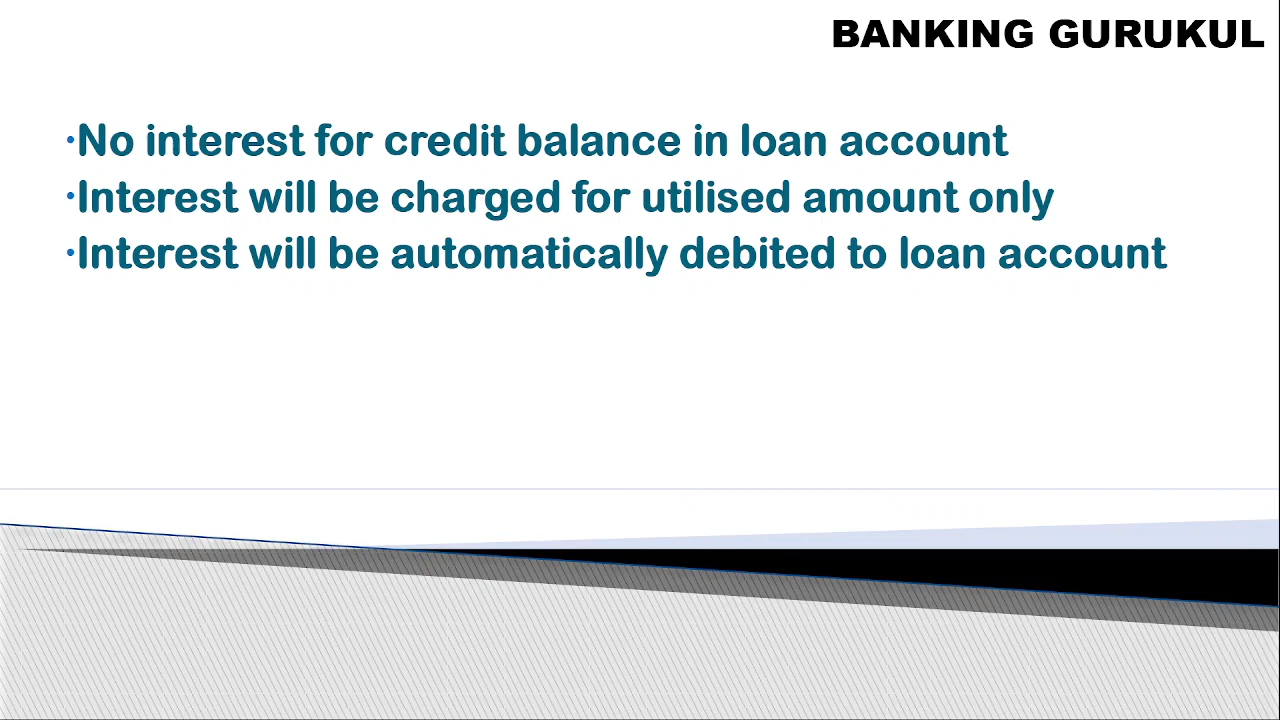 BANKING GURUKUL
•No interest for credit balance in loan account
•Interest will be charged for utilised amount only
•Interest will be automatically debited to loan account